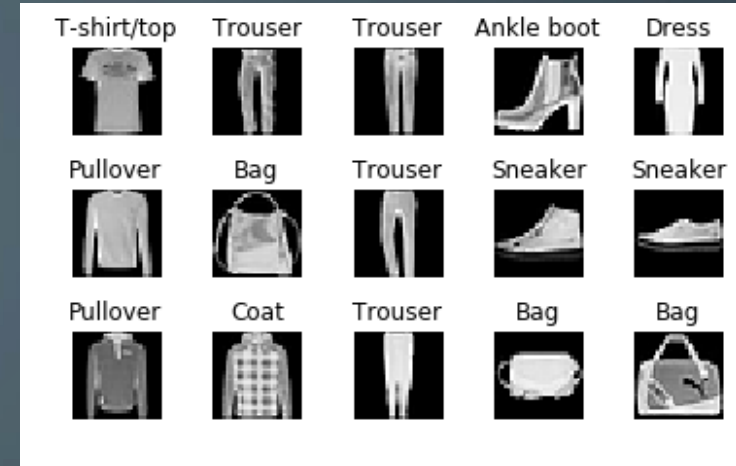 T-shirt/top Trouser Trouser Ankle boot Dress
Pullover Bag Trouser Sneaker Sneaker
Pullover Coat Trouser Bag Bag